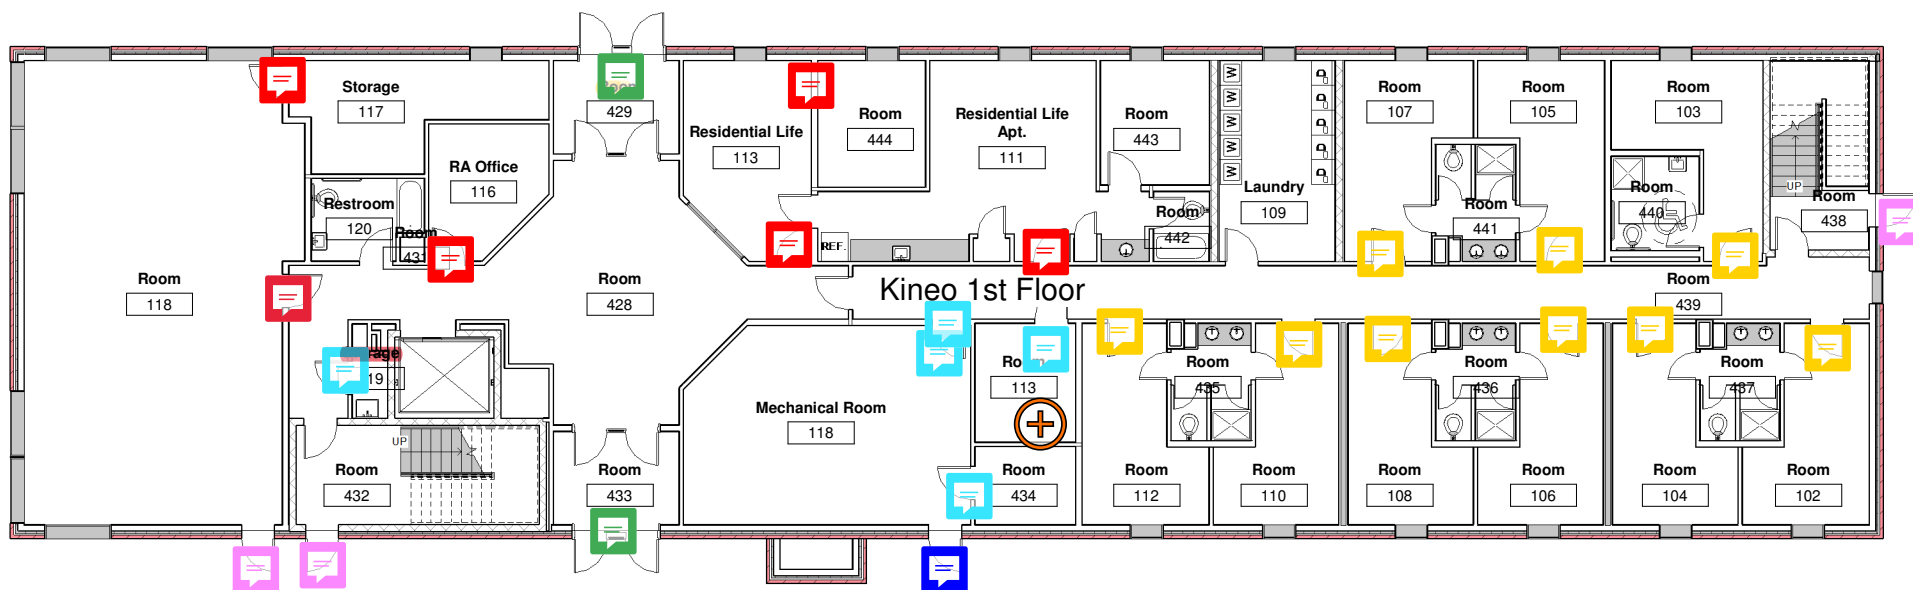 Storage
117
429
Residential Life
113
Room
444
Residential Life
Apt.
111
Room
443
Room
107
Room
105
Room
103
W
W
W
W
W
D
D
D
D
D
RA Office
116
Restroom
120
Room
431
REF.
Room
442
Laundry
109
Room
441
Room
440
UP
Room
438
Room
118
Room
428
Kineo 1st Floor
Room
439
113
Room
435
Room
436
Room
437
Mechanical Room
118
UP
Room
432
Room
433
Room
434
Room
112
Room
110
Room
108
Room
106
Room
104
Room
102